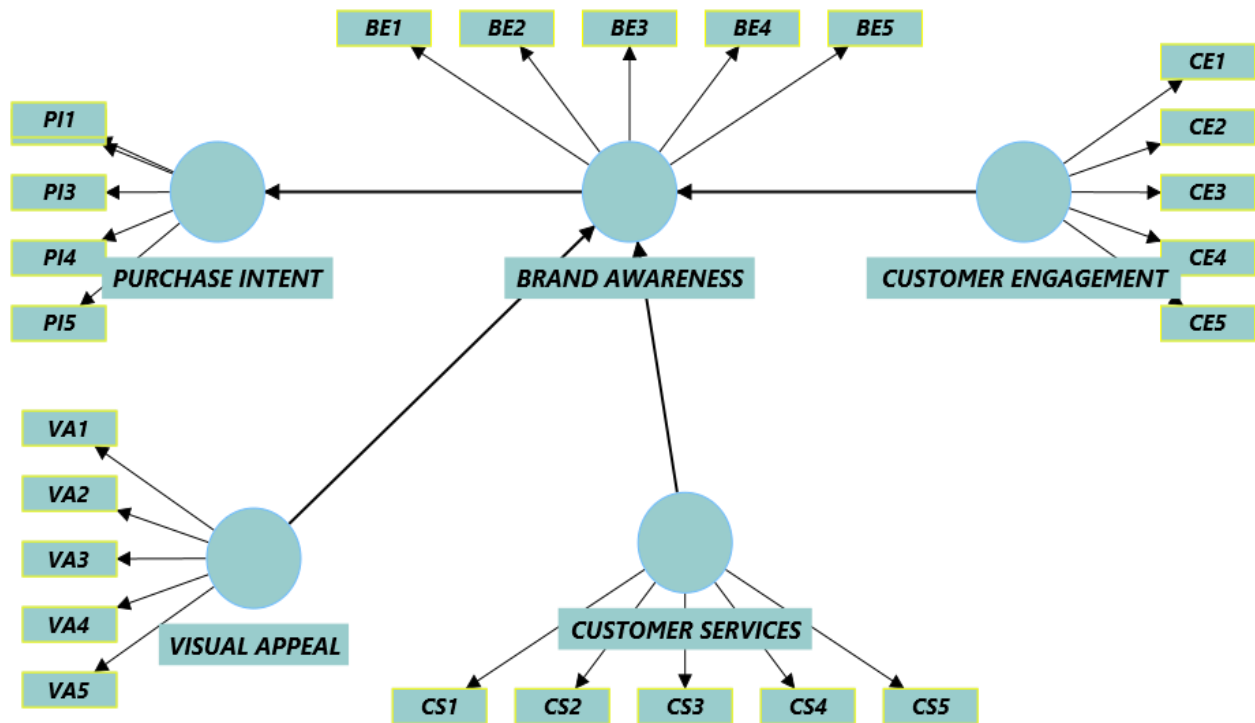 BE1
BE2
BE3
BE4
BE5
CE1
CE2
CE3
CE4
CE5
PI1
PI3
PI4
PI5
PURCHASE INTENT
BRAND AWARENESS
CUSTOMER ENGAGEMENT
VA1
VA2
VA3
VA4
VA5
VISUAL APPEAL
CUSTOMER SERVICES
CS1
CS2
CS3
CS4
CS5